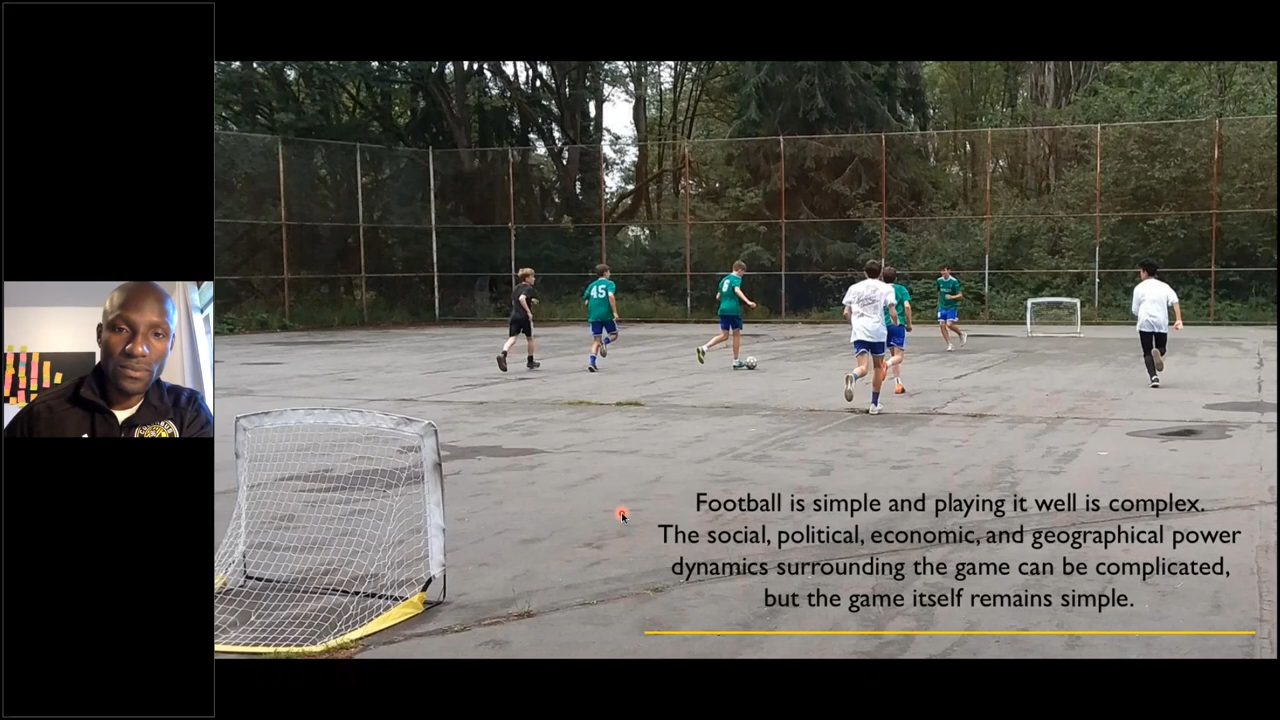 45
6
Football is simple and playing it well is complex.
The social, political, economic, and geographical power
dynamics surrounding the game can be complicated,
but the game itself remains simple.